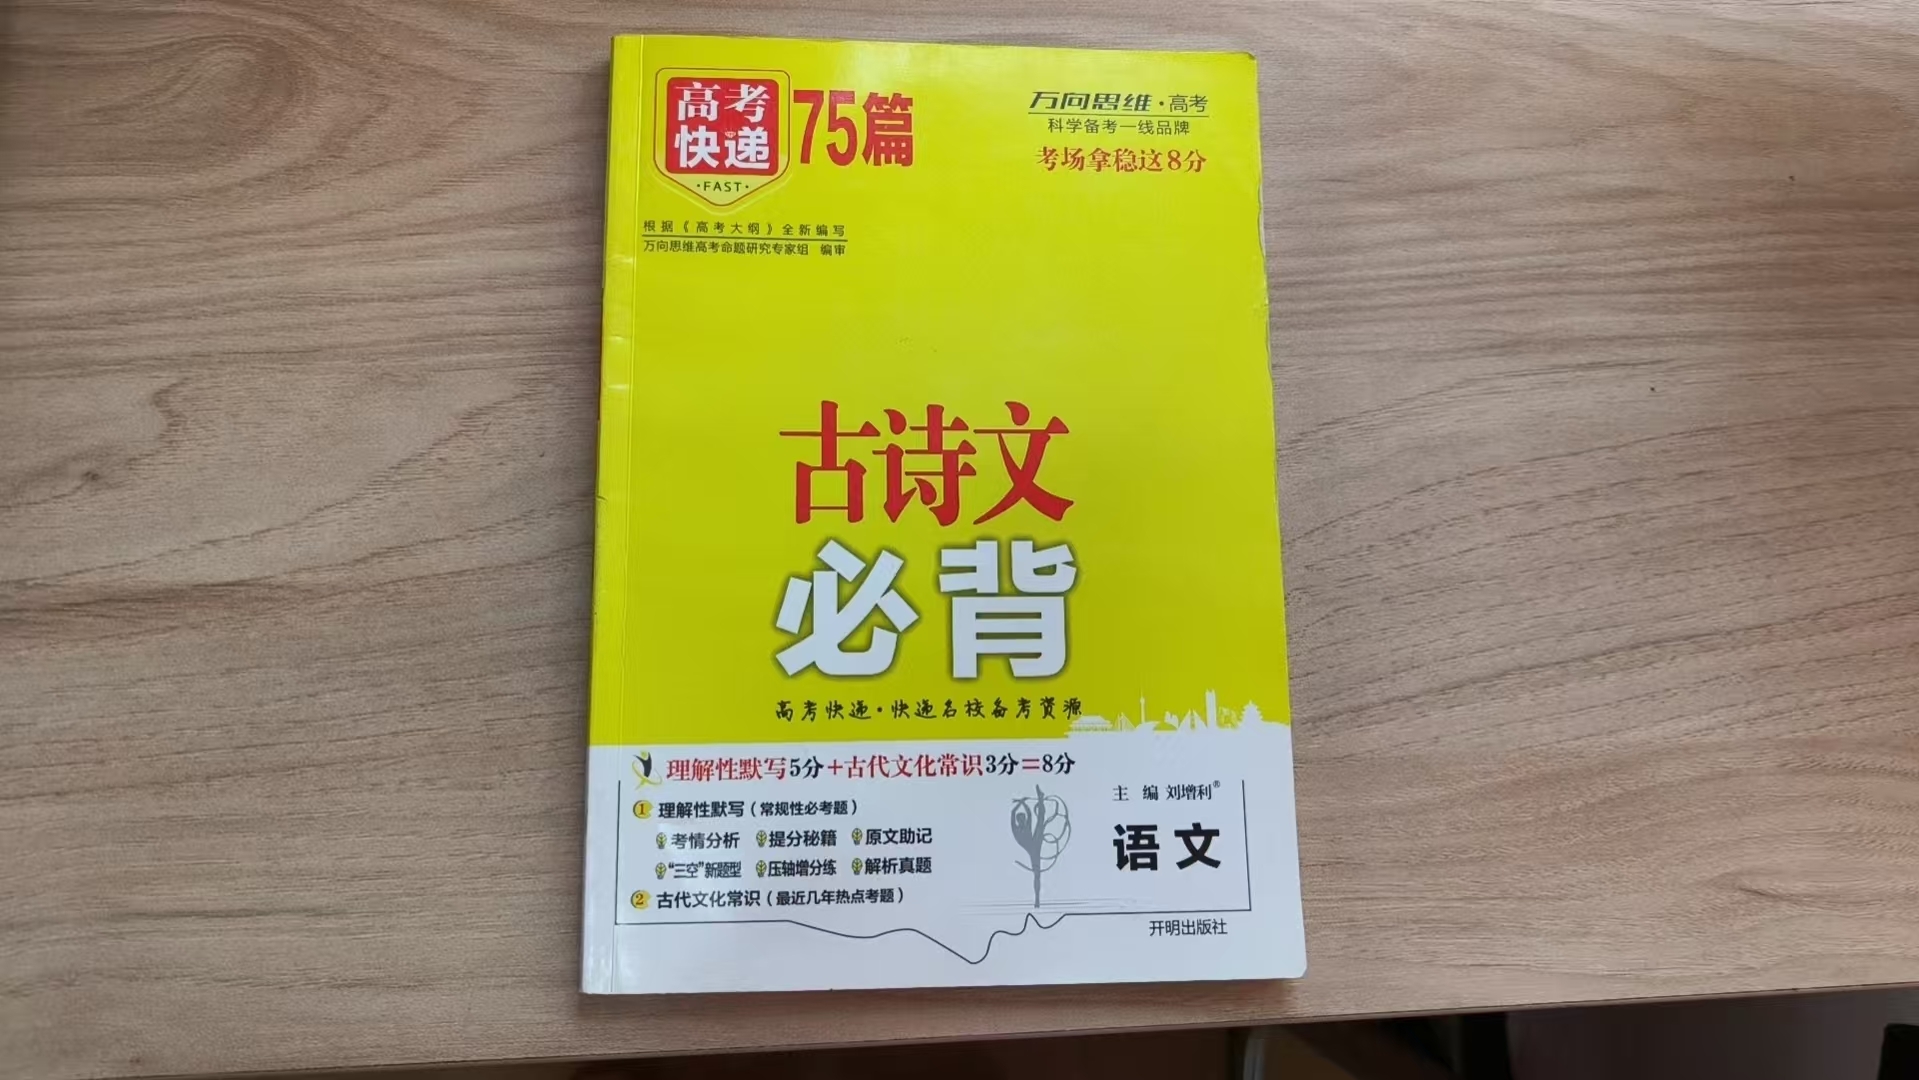 高考
快递
·FAST·
75篇
万向思维·高考
科学备考一线品牌
考场拿稳这8分
根据《高考大纲》全新编写
万向思维高考命题研究专家组 编审
古诗文
必背
高考快递·快递名校备考资源
理解性默写5分+古代文化常识3分=8分
1 理解性默写(常规性必考题)
考情分析 提分秘籍 原文助记
“三空”新题型 压轴增分练 解析真题
2 古代文化常识(最近几年热点考题)
主 编 刘增利®
语文
开明出版社